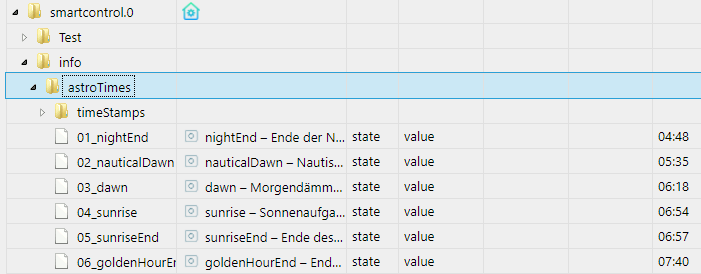 smartcontrol.0
Test
info
astroTimes
timeStamps
01_nightEnd nightEnd – Ende der N... state value 04:48
02_nauticalDawn nauticalDawn – Nautis... state value 05:35
03_dawn dawn – Morgendämm... state value 06:18
04_sunrise sunrise – Sonnenaufga... state value 06:54
05_sunriseEnd sunriseEnd – Ende des... state value 06:57
06_goldenHourEn goldenHourEnd – End... state value 07:40